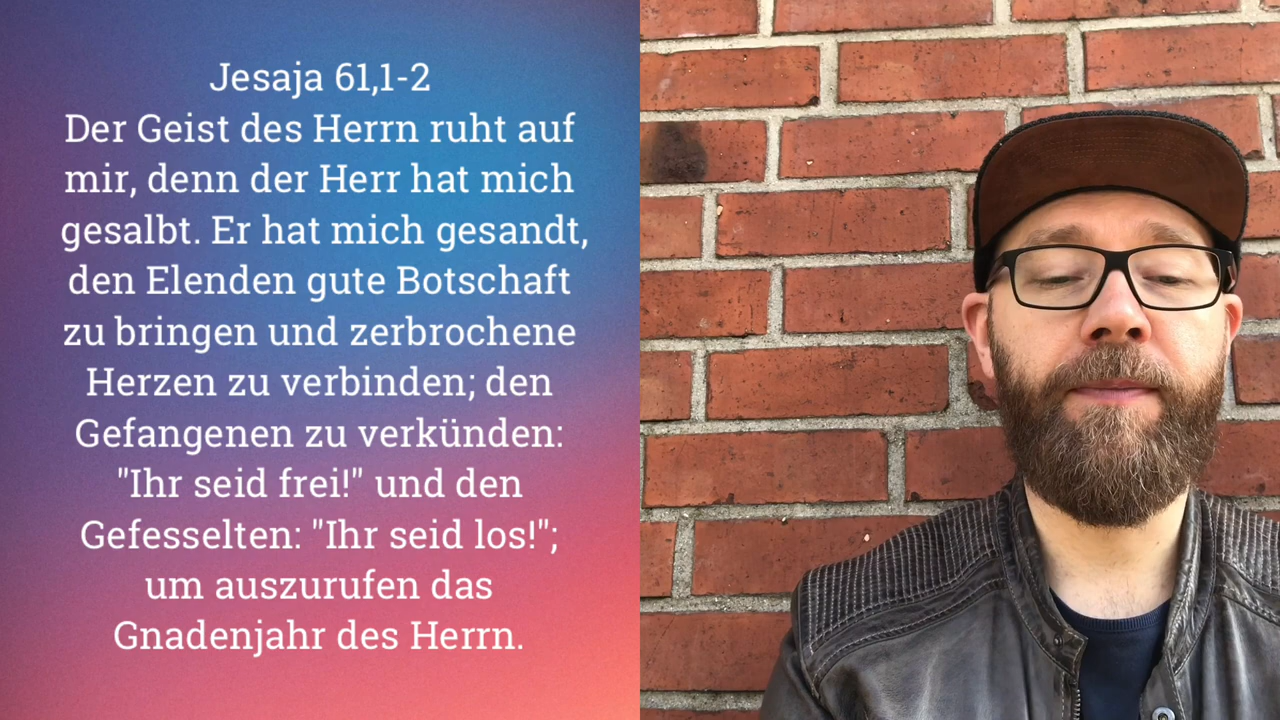 Jesaja 61,1-2
Der Geist des Herrn ruht auf
mir, denn der Herr hat mich
gesalbt. Er hat mich gesandt,
den Elenden gute Botschaft
zu bringen und zerbrochene
Herzen zu verbinden; den
Gefangenen zu verkünden:
"Ihr seid frei!" und den
Gefesselten: "Ihr seid los!";
um auszurufen das
Gnadenjahr des Herrn.